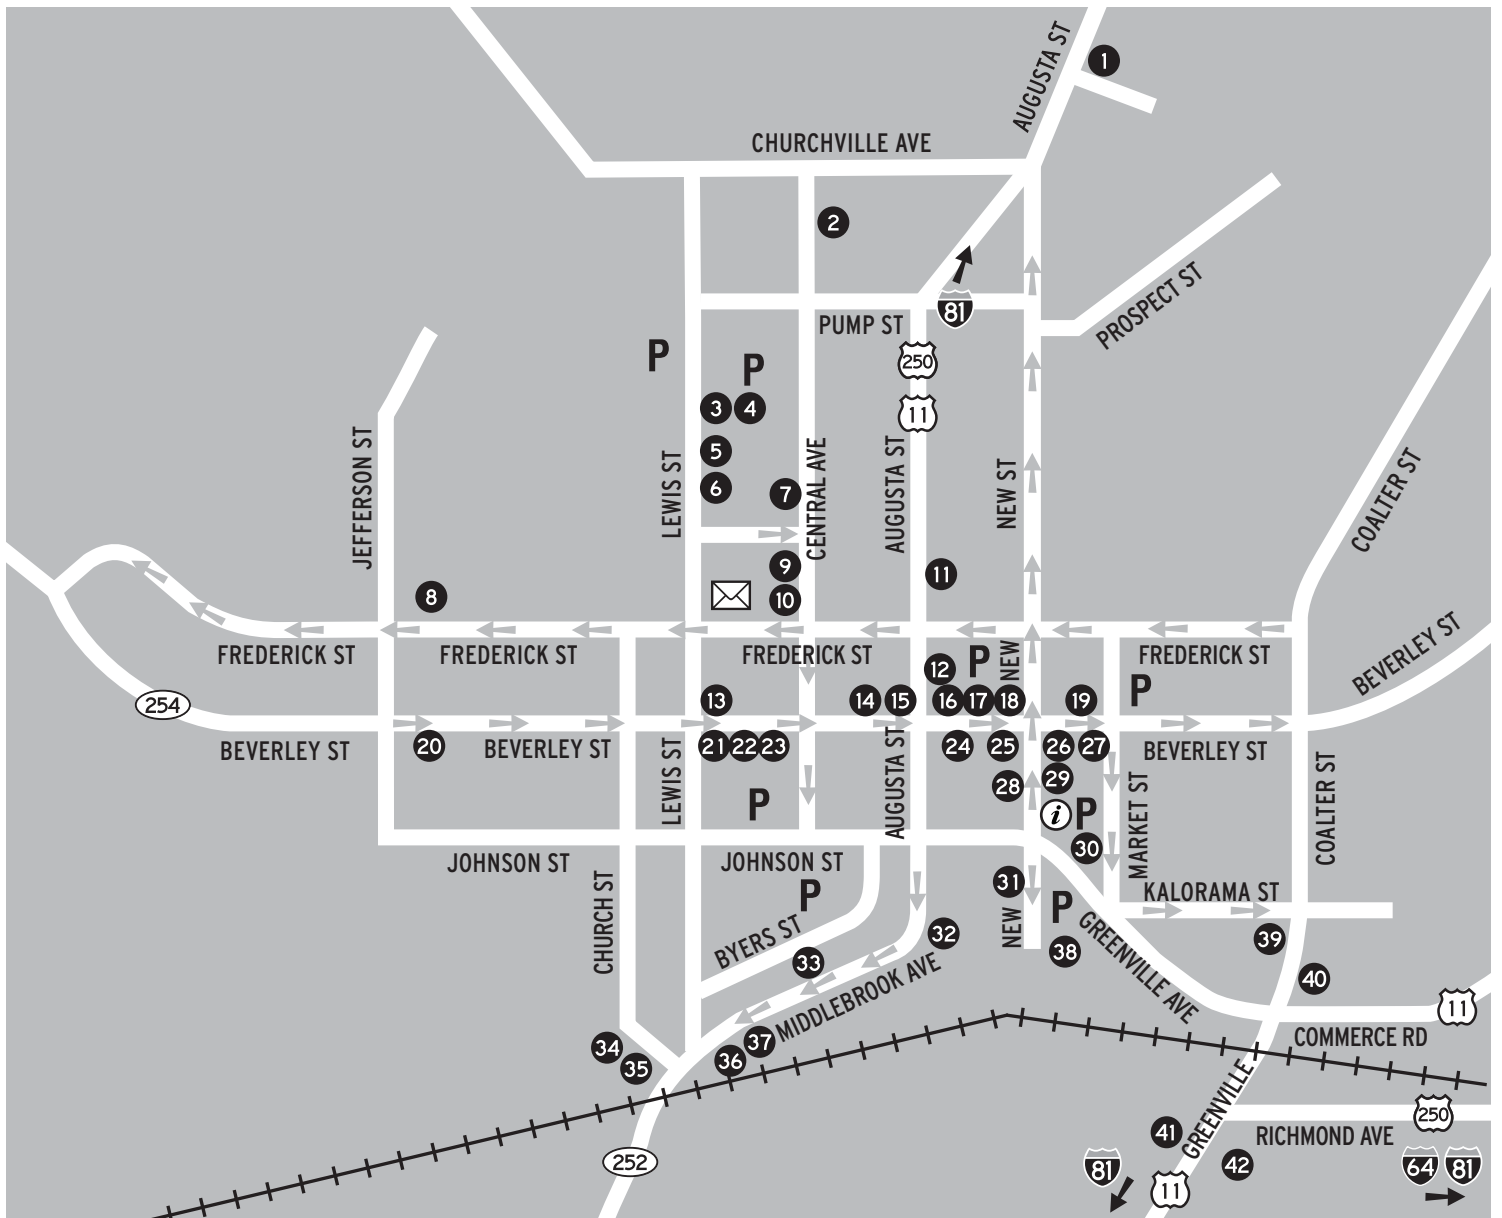 AUGUSTA ST
1
CHURCHVILLE AVE
2
PROSPECT ST
81
PUMP ST
P
P
250
11
3
4
5
6
7
JEFFERSON ST
LEWIS ST
CENTRAL AVE
AUGUSTA ST
NEW ST
COALTER ST
8
9
10
11
FREDERICK ST
FREDERICK ST
FREDERICK ST
12
P
NEW
FREDERICK ST
BEVERLEY ST
254
13
14
15
16
17
18
19
P
BEVERLEY ST
20
BEVERLEY ST
21
22
23
24
25
26
27
BEVERLEY ST
LEWIS ST
AUGUSTA ST
MARKET ST
COALTER ST
28
29
P
i
P
30
JOHNSON ST
JOHNSON ST
31
KALORAMA ST
P
P
CHURCH ST
BYERS ST
32
NEW
GREENVILLE AVE
39
33
38
40
MIDDLEBROOK AVE
11
34
35
36
37
COMMERCE RD
GREENVILLE
250
41
RICHMOND AVE
252
81
11
42
64
81